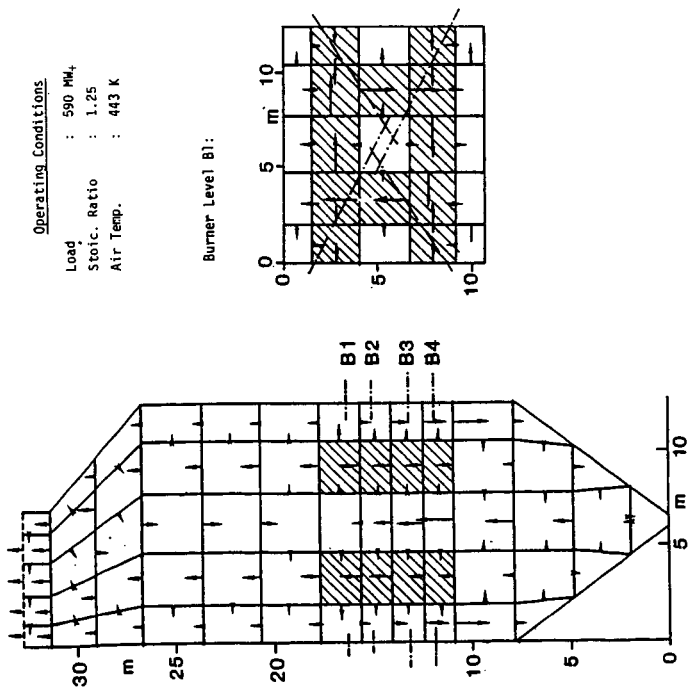 Operating Conditions
Load : 590 MWt
Stoic. Ratio : 1.25
Air Temp. : 443 K
Burner Level B1:
0 5 m 10
0
5
10
B1
B2
B3
B4
30
m
25
20
15
10
5
0
5 m 10